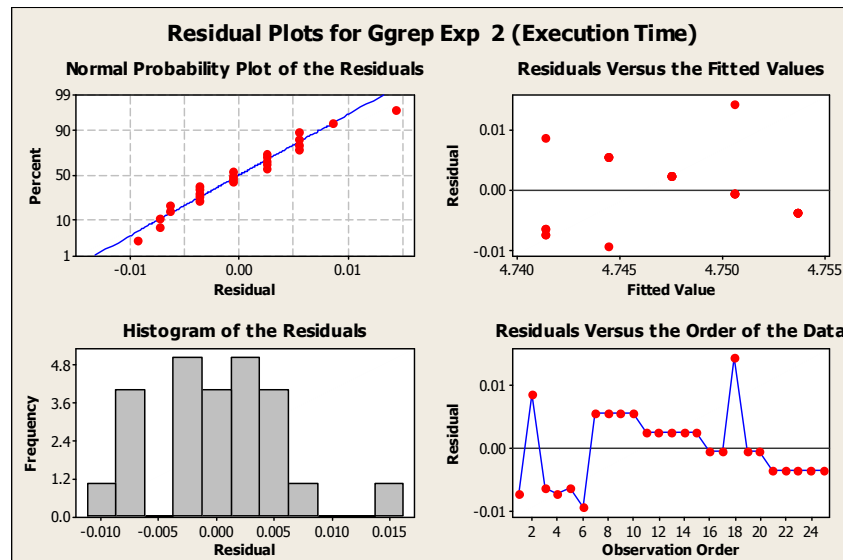 Residual Plots for Ggrep Exp 2 (Execution Time)
Normal Probability Plot of the Residuals
99
90
50
10
1
Percent
-0.01
0.00
0.01
Residual
Residuals Versus the Fitted Values
0.01
0.00
-0.01
Residual
4.740
4.745
4.750
4.755
Fitted Value
Histogram of the Residuals
4.8
3.6
2.4
1.2
0.0
Frequency
-0.010
-0.005
0.000
0.005
0.010
0.015
Residual
Residuals Versus the Order of the Data
0.01
0.00
-0.01
Residual
2 4 6 8 10 12 14 16 18 20 22 24
Observation Order